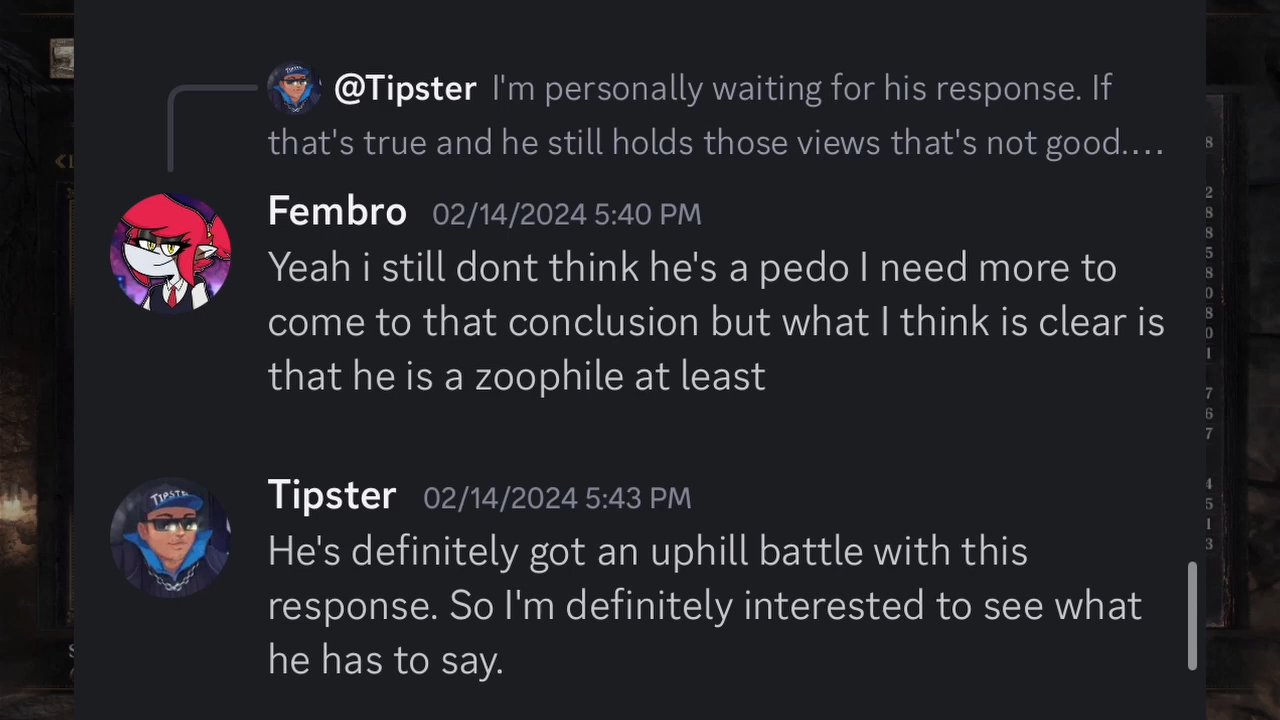 @Tipster I'm personally waiting for his response. If
that's true and he still holds those views that's not good....
Fembro 02/14/2024 5:40 PM
Yeah i still dont think he's a pedo I need more to
come to that conclusion but what I think is clear is
that he is a zoophile at least
Tipster 02/14/2024 5:43 PM
He's definitely got an uphill battle with this
response. So I'm definitely interested to see what
he has to say.